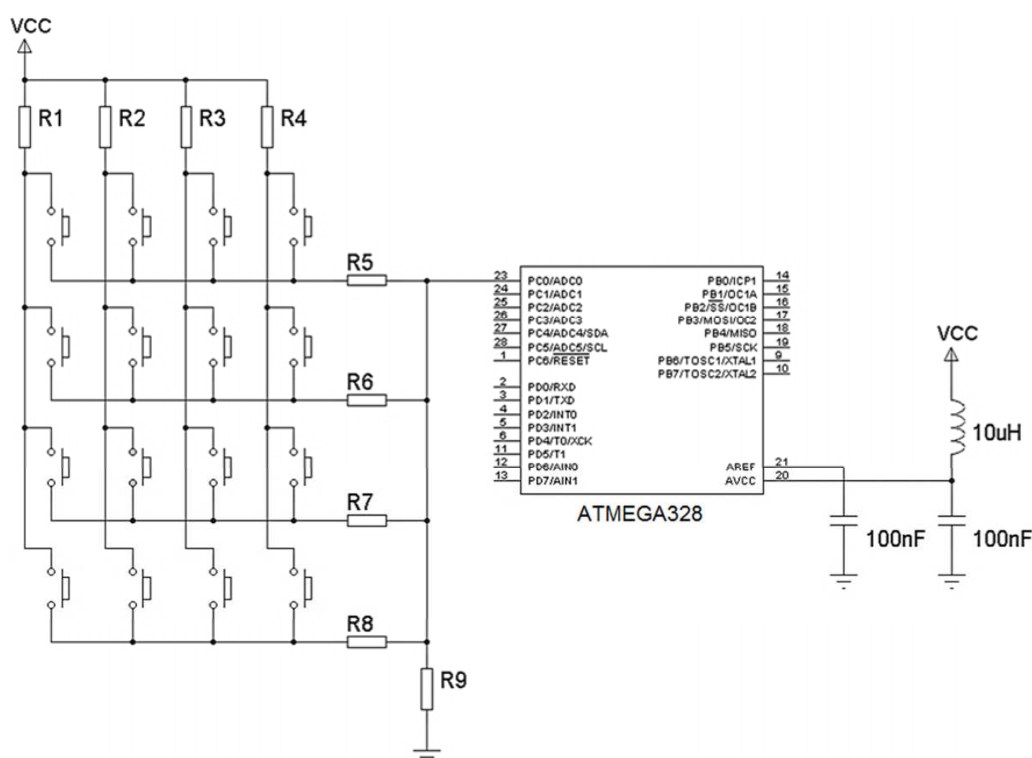 VCC
R1
R2
R3
R4
R5
R6
R7
R8
R9
23 PC0/ADC0
24 PC1/ADC1
25 PC2/ADC2
26 PC3/ADC3
27 PC4/ADC4/SDA
28 PC5/ADC5/SCL
1 PC6/RESET
2 PD0/RXD
3 PD1/TXD
4 PD2/INT0
5 PD3/INT1
6 PD4/T0/XCK
11 PD5/T1
12 PD6/AIN0
13 PD7/AIN1
PB0/ICP1 14
PB1/OC1A 15
PB2/SS/OC1B 16
PB3/MOSI/OC2 17
PB4/MISO 18
PB5/SCK 19
PB6/TOSC1/XTAL1 9
PB7/TOSC2/XTAL2 10
AREF 21
AVCC 20
ATMEGA328
VCC
10uH
100nF
100nF